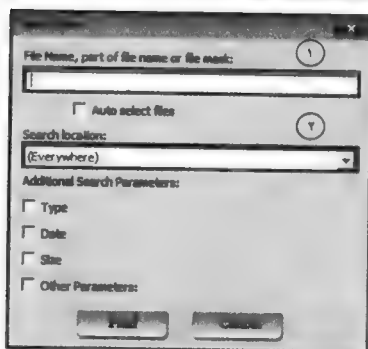 File Name, part of file name or file mask:
١
Auto select files
٢
Search location:
(Everywhere)
Additional Search Parameters:
Type
Date
Size
Other Parameters: